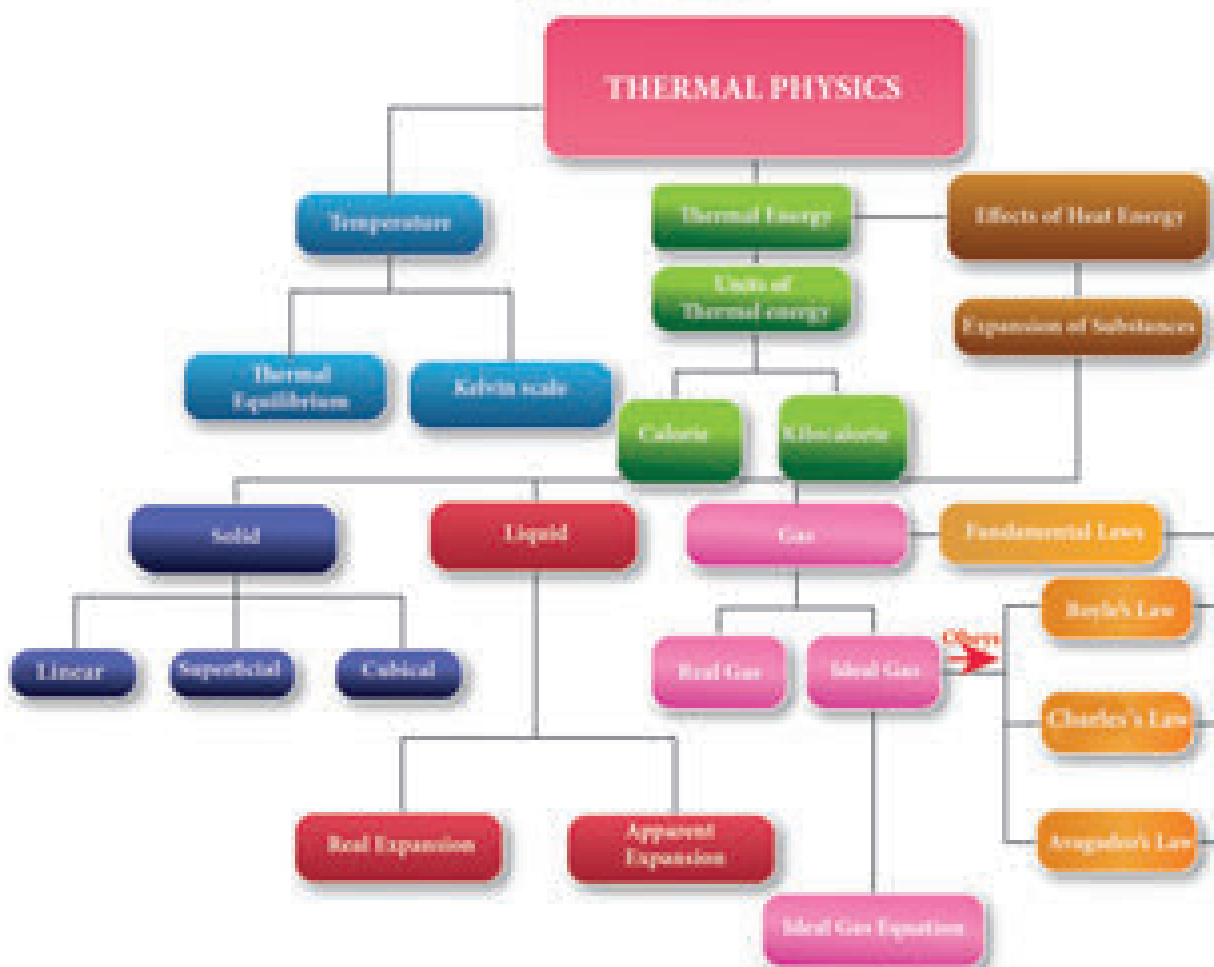 THERMAL PHYSICS
Temperature
Thermal Energy
Effects of Heat Energy
Units of
Thermal energy
Expansion of Substances
Thermal
Equilibrium
Kelvin scale
Calorie
Kilocalorie
Solid
Liquid
Gas
Fundamental Laws
Linear
Superficial
Cubical
Real Gas
Ideal Gas
Obeys
Boyle's Law
Charles's Law
Real Expansion
Apparent
Expansion
Avogadro's Law
Ideal Gas Equation